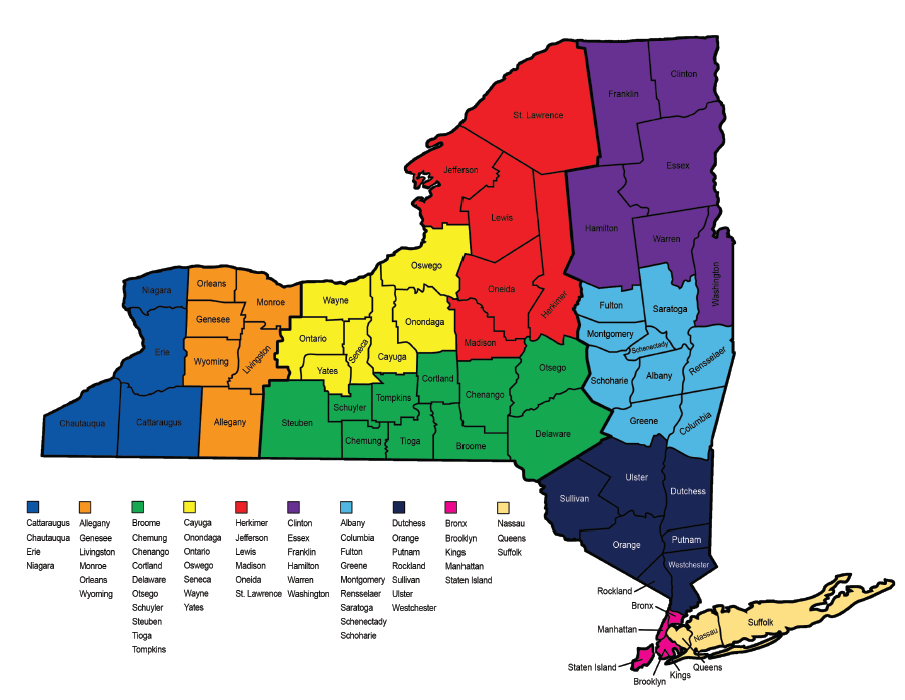 Clinton
Franklin
St. Lawrence
Essex
Jefferson
Lewis
Hamilton
Warren
Washington
Oswego
Oneida
Herkimer
Niagara
Orleans
Monroe
Wayne
Fulton
Saratoga
Genesee
Onondaga
Montgomery
Ontario
Madison
Schenectady
Erie
Wyoming
Livingston
Seneca
Cayuga
Rensselaer
Yates
Otsego
Schoharie
Albany
Cortland
Chenango
Tompkins
Schuyler
Chautauqua
Cattaraugus
Allegany
Steuben
Greene
Columbia
Chemung
Tioga
Broome
Delaware
Ulster
Sullivan
Dutchess
Orange
Putnam
Westchester
Rockland
Bronx
Manhattan
Nassau
Suffolk
Staten Island
Brooklyn
Kings
Queens
Cattaraugus
Chautauqua
Erie
Niagara
Allegany
Genesee
Livingston
Monroe
Orleans
Wyoming
Broome
Chemung
Chenango
Cortland
Delaware
Otsego
Schuyler
Steuben
Tioga
Tompkins
Cayuga
Onondaga
Ontario
Oswego
Seneca
Wayne
Yates
Herkimer
Jefferson
Lewis
Madison
Oneida
St. Lawrence
Clinton
Essex
Franklin
Hamilton
Warren
Washington
Albany
Columbia
Fulton
Greene
Montgomery
Rensselaer
Saratoga
Schenectady
Schoharie
Dutchess
Orange
Putnam
Rockland
Sullivan
Ulster
Westchester
Bronx
Brooklyn
Kings
Manhattan
Staten Island
Nassau
Queens
Suffolk